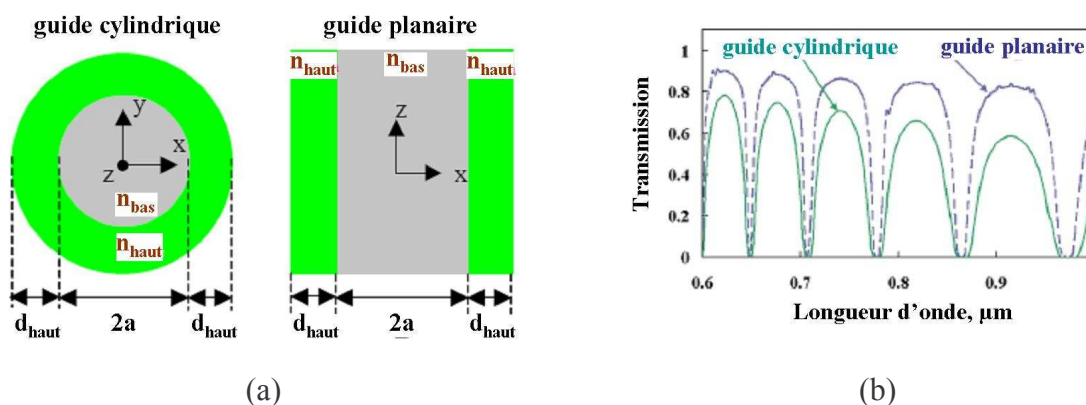 guide cylindrique
guide planaire
n_haut
n_bas
n_haut
y
x
z
n_bas
n_haut
z
x
d_haut
2a
d_haut
d_haut
2a
d_haut
(a)
guide cylindrique
guide planaire
Transmission
1
0.8
0.6
0.4
0.2
0
0.6
0.7
0.8
0.9
Longueur d'onde, μm
(b)